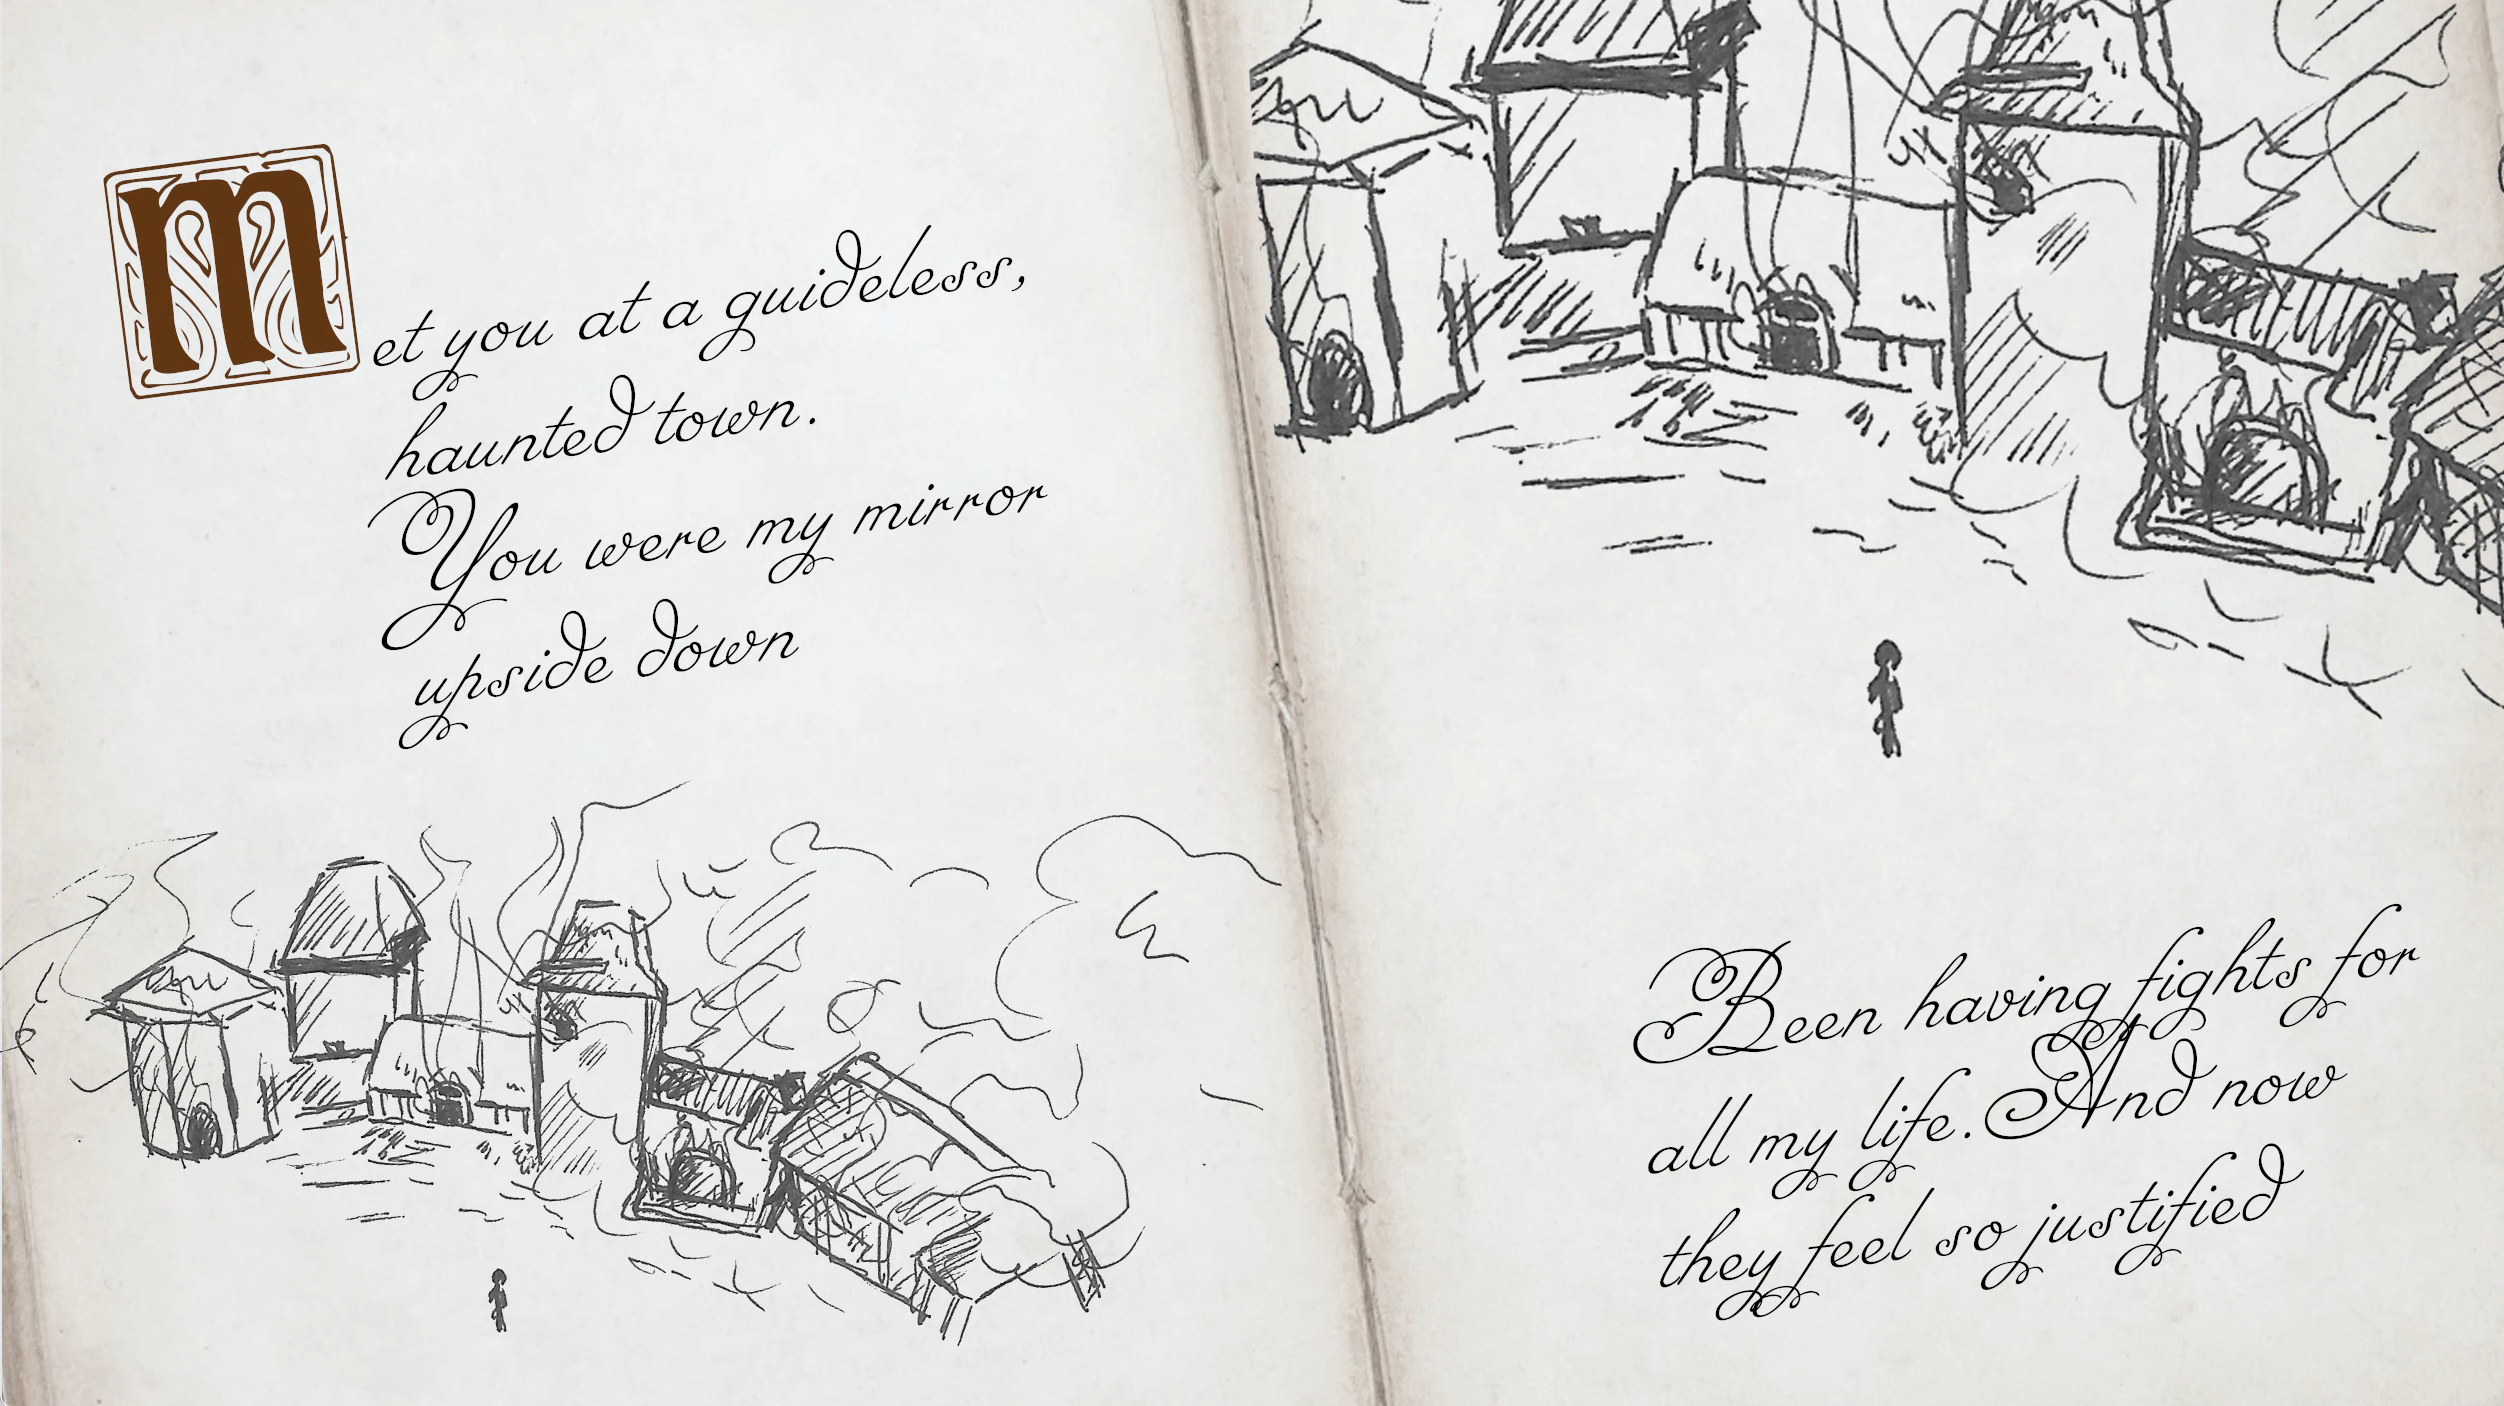 Met you at a guideless,
haunted town.
You were my mirror
upside down
Been having fights for
all my life. And now
they feel so justified